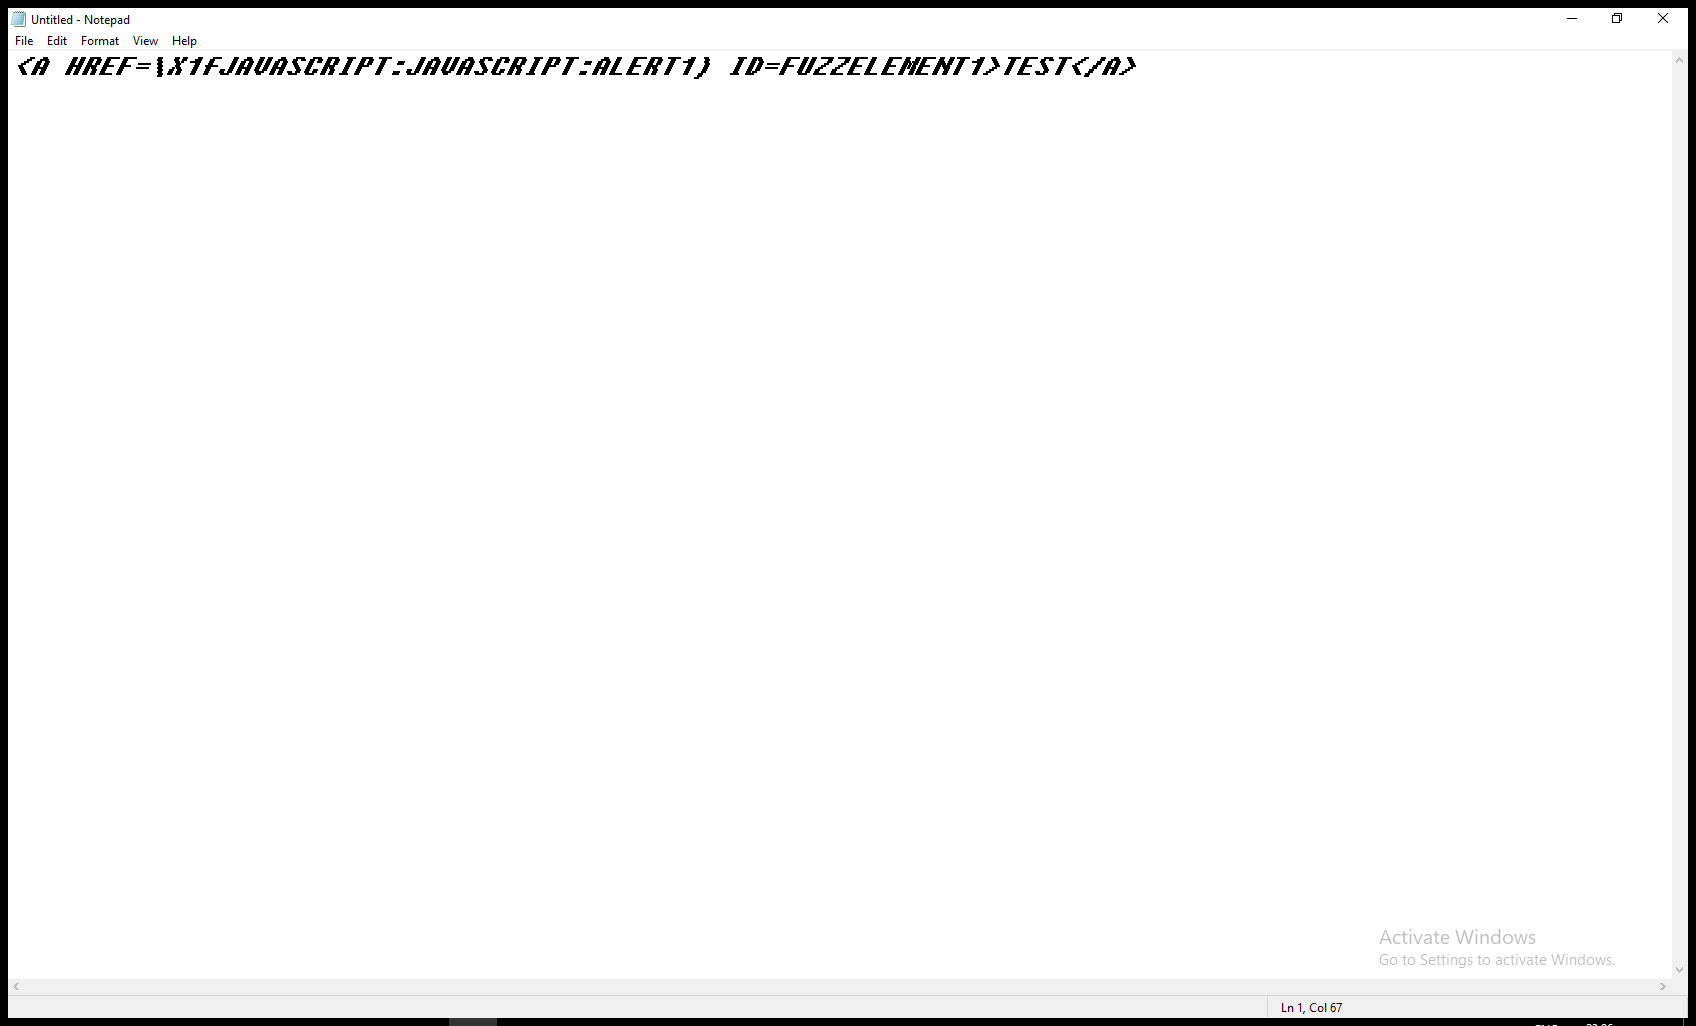 Untitled - Notepad
File Edit Format View Help
<A HREF=\X1FJAVASCRIPT:JAVASCRIPT:ALERT1) ID=FUZZELEMENT1>TEST</A>
Activate Windows
Go to Settings to activate Windows.
Ln 1, Col 67